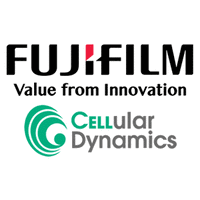 FUJIFILM
Value from Innovation
CELLular
Dynamics